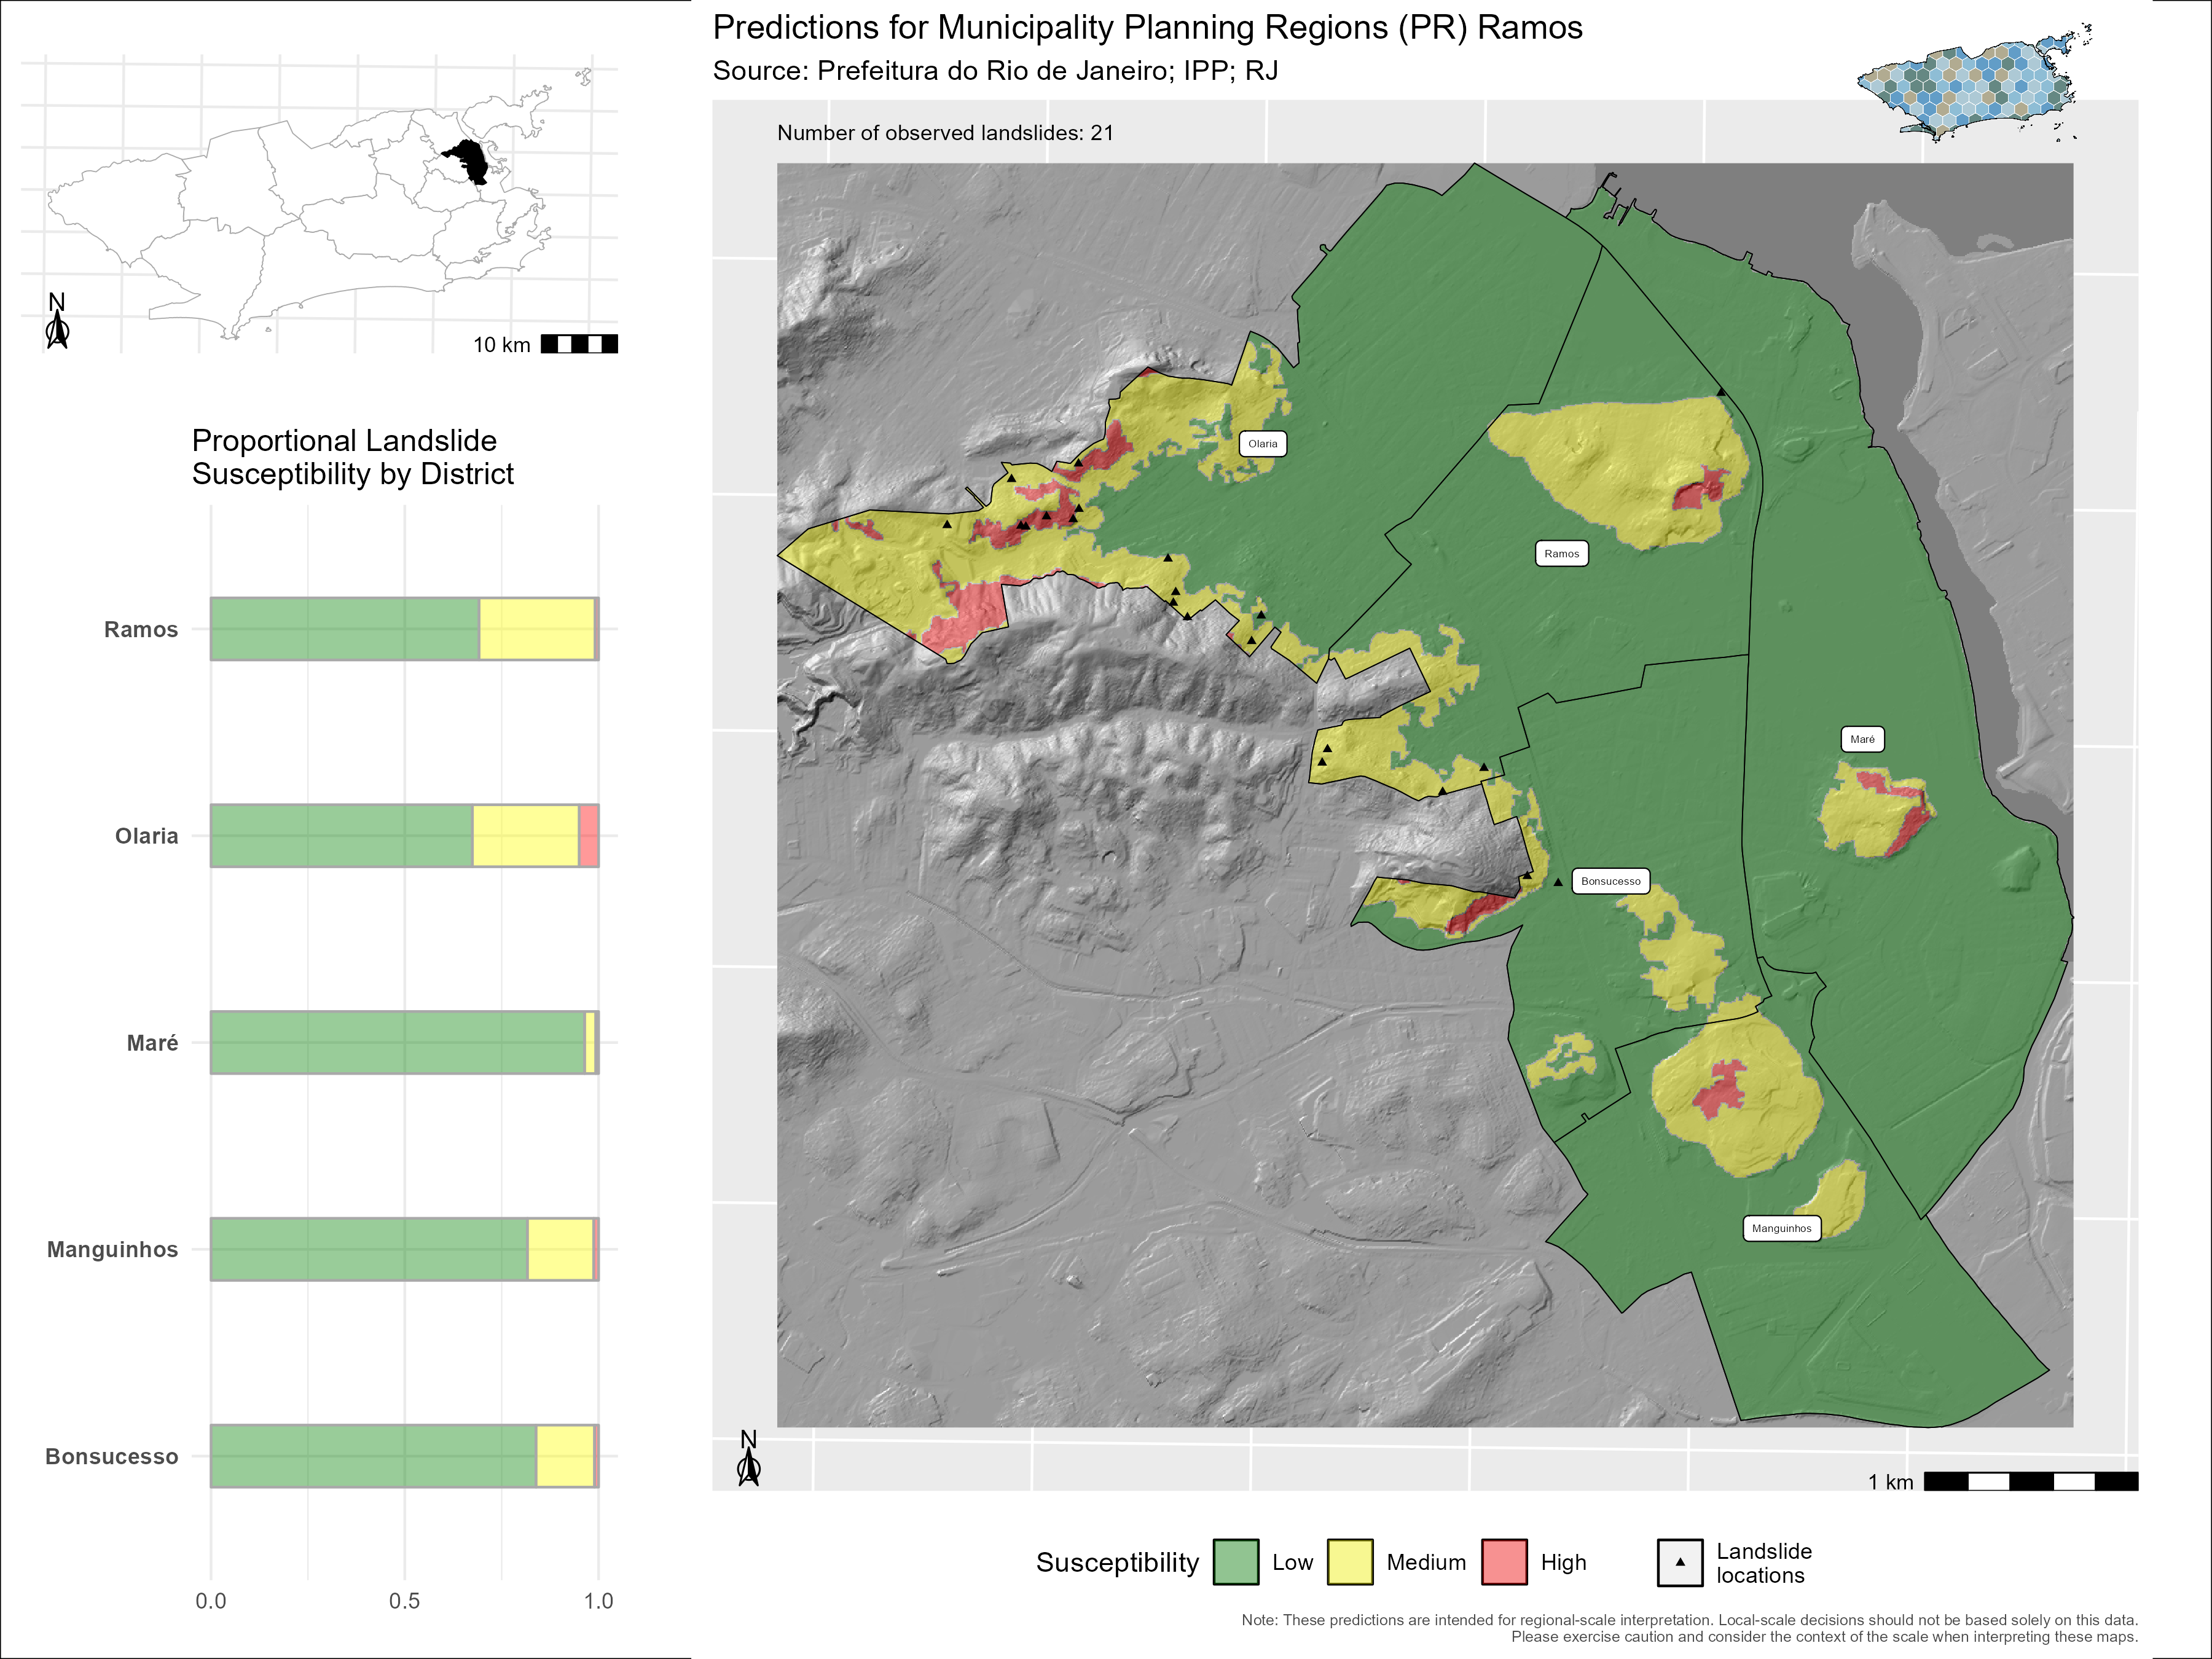 Predictions for Municipality Planning Regions (PR) Ramos
Source: Prefeitura do Rio de Janeiro; IPP; RJ
Number of observed landslides: 21
N
10 km
Proportional Landslide
Susceptibility by District
Ramos
Olaria
Maré
Manguinhos
Bonsucesso
0.0
0.5
1.0
Olaria
Ramos
Maré
Bonsucesso
Manguinhos
N
1 km
Susceptibility
Low
Medium
High
Landslide
locations
Note: These predictions are intended for regional-scale interpretation. Local-scale decisions should not be based solely on this data.
Please exercise caution and consider the context of the scale when interpreting these maps.